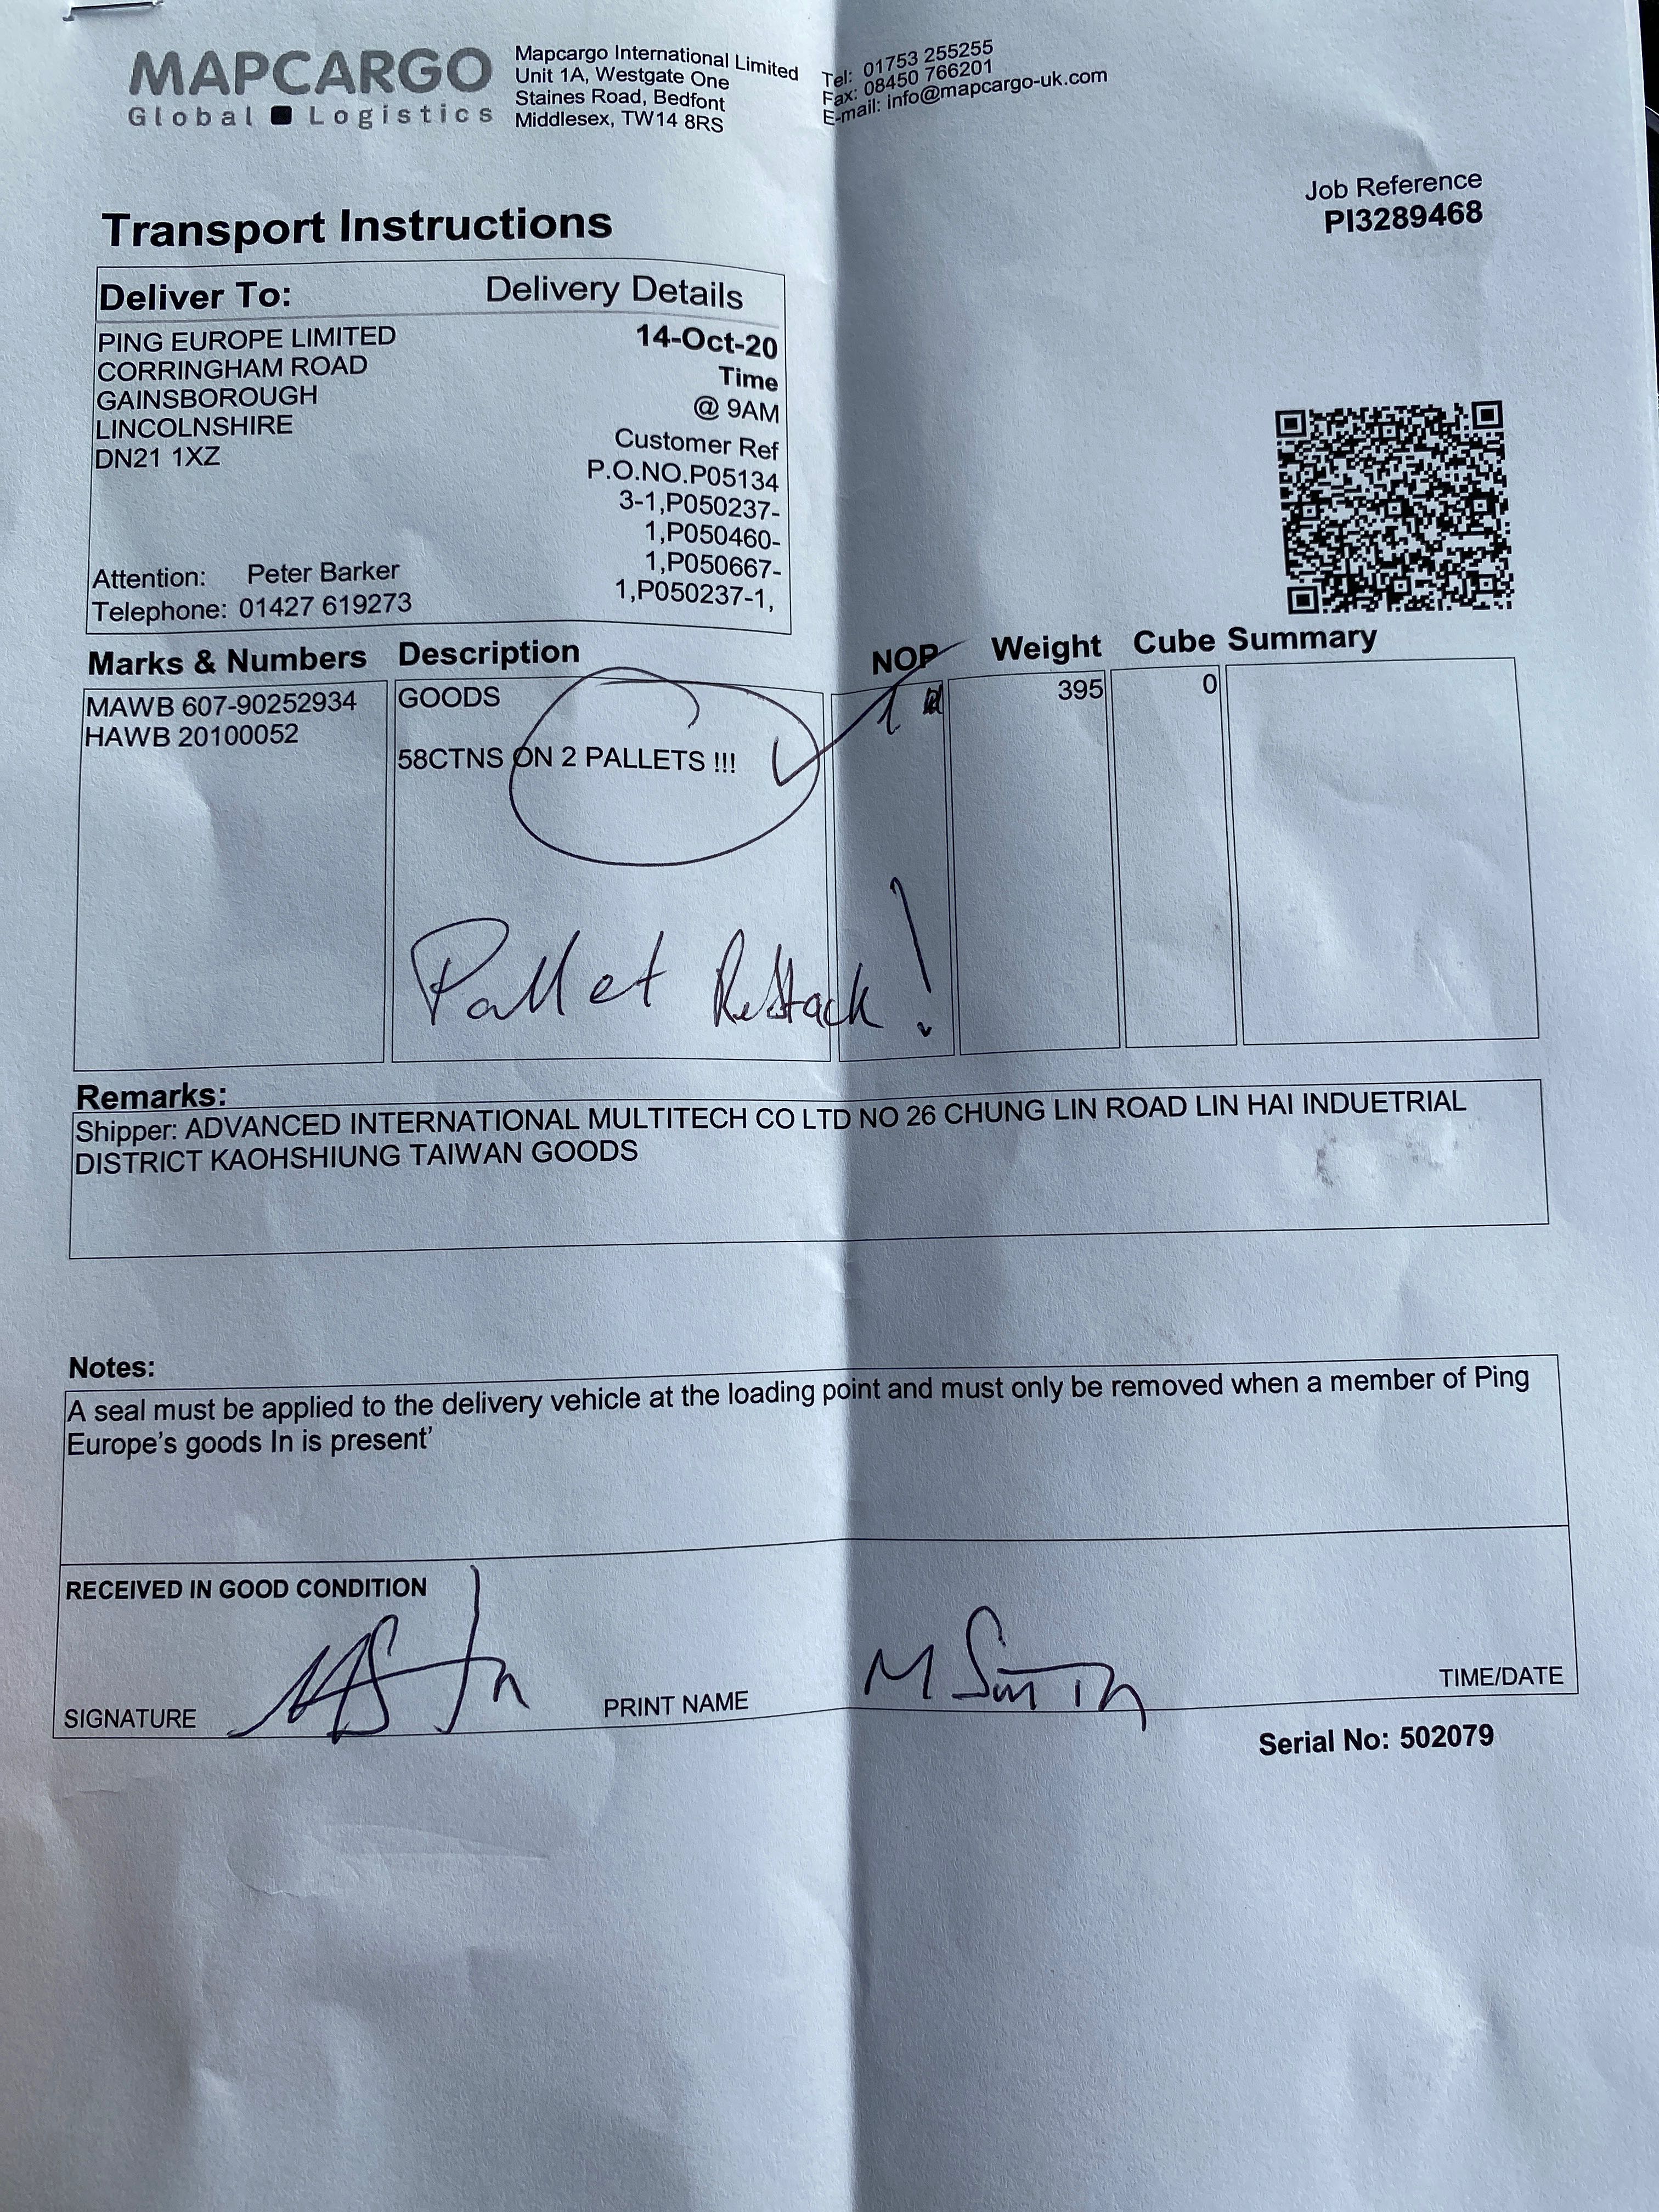 MAPCARGO
Global Logistics
Mapcargo International Limited
Unit 1A, Westgate One
Staines Road, Bedfont
Middlesex, TW14 8RS
Tel: 01753 255255
Fax: 08450 766201
E-mail: info@mapcargo-uk.com
Job Reference
PI3289468
Transport Instructions
Deliver To:
PING EUROPE LIMITED
CORRINGHAM ROAD
GAINSBOROUGH
LINCOLNSHIRE
DN21 1XZ
Attention: Peter Barker
Telephone: 01427 619273
Delivery Details
14-Oct-20
Time
@ 9AM
Customer Ref
P.O.NO.P05134
3-1,P050237-
1,P050460-
1,P050667-
1,P050237-1,
Marks & Numbers Description NOP Weight Cube Summary
MAWB 607-90252934
HAWB 20100052
GOODS
58CTNS ON 2 PALLETS !!!
1
395
0
Pallet ReStack !
Remarks:
Shipper: ADVANCED INTERNATIONAL MULTITECH CO LTD NO 26 CHUNG LIN ROAD LIN HAI INDUETRIAL
DISTRICT KAOHSHIUNG TAIWAN GOODS
Notes:
A seal must be applied to the delivery vehicle at the loading point and must only be removed when a member of Ping
Europe's goods In is present'
RECEIVED IN GOOD CONDITION
SIGNATURE
PRINT NAME M Smith
TIME/DATE
Serial No: 502079